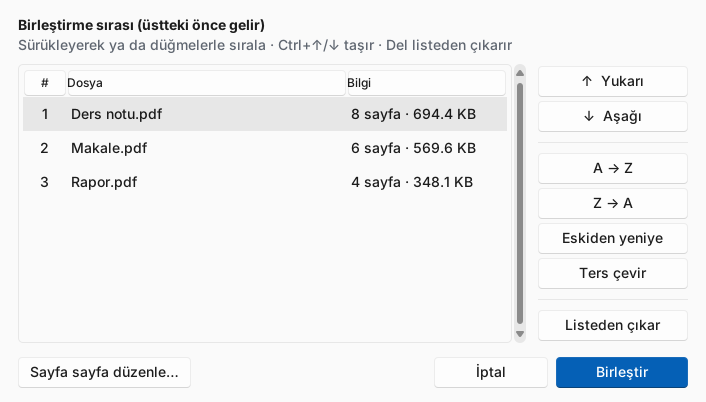 Birleştirme sırası (üstteki önce gelir)
Sürükleyerek ya da düğmelerle sırala · Ctrl+↑/↓ taşır · Del listeden çıkarır
# Dosya Bilgi
1 Ders notu.pdf 8 sayfa · 694.4 KB
2 Makale.pdf 6 sayfa · 569.6 KB
3 Rapor.pdf 4 sayfa · 348.1 KB
↑ Yukarı
↓ Aşağı
A → Z
Z → A
Eskiden yeniye
Ters çevir
Listeden çıkar
Sayfa sayfa düzenle...
İptal
Birleştir